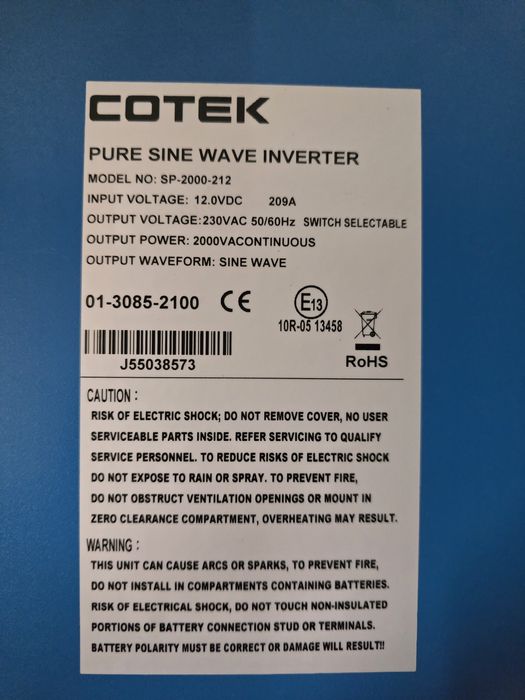 COTEK
PURE SINE WAVE INVERTER
MODEL NO: SP-2000-212
INPUT VOLTAGE: 12.0VDC 209A
OUTPUT VOLTAGE:230VAC 50/60Hz SWITCH SELECTABLE
OUTPUT POWER: 2000VACONTINUOUS
OUTPUT WAVEFORM: SINE WAVE
01-3085-2100 CE E13
10R-05 13458
J55038573 RoHS
CAUTION :
RISK OF ELECTRIC SHOCK; DO NOT REMOVE COVER, NO USER
SERVICEABLE PARTS INSIDE. REFER SERVICING TO QUALIFY
SERVICE PERSONNEL. TO REDUCE RISKS OF ELECTRIC SHOCK
DO NOT EXPOSE TO RAIN OR SPRAY. TO PREVENT FIRE,
DO NOT OBSTRUCT VENTILATION OPENINGS OR MOUNT IN
ZERO CLEARANCE COMPARTMENT, OVERHEATING MAY RESULT.
WARNING :
THIS UNIT CAN CAUSE ARCS OR SPARKS, TO PREVENT FIRE,
DO NOT INSTALL IN COMPARTMENTS CONTAINING BATTERIES.
RISK OF ELECTRICAL SHOCK, DO NOT TOUCH NON-INSULATED
PORTIONS OF BATTERY CONNECTION STUD OR TERMINALS.
BATTERY POLARITY MUST BE CORRECT OR DAMAGE WILL RESULT!!